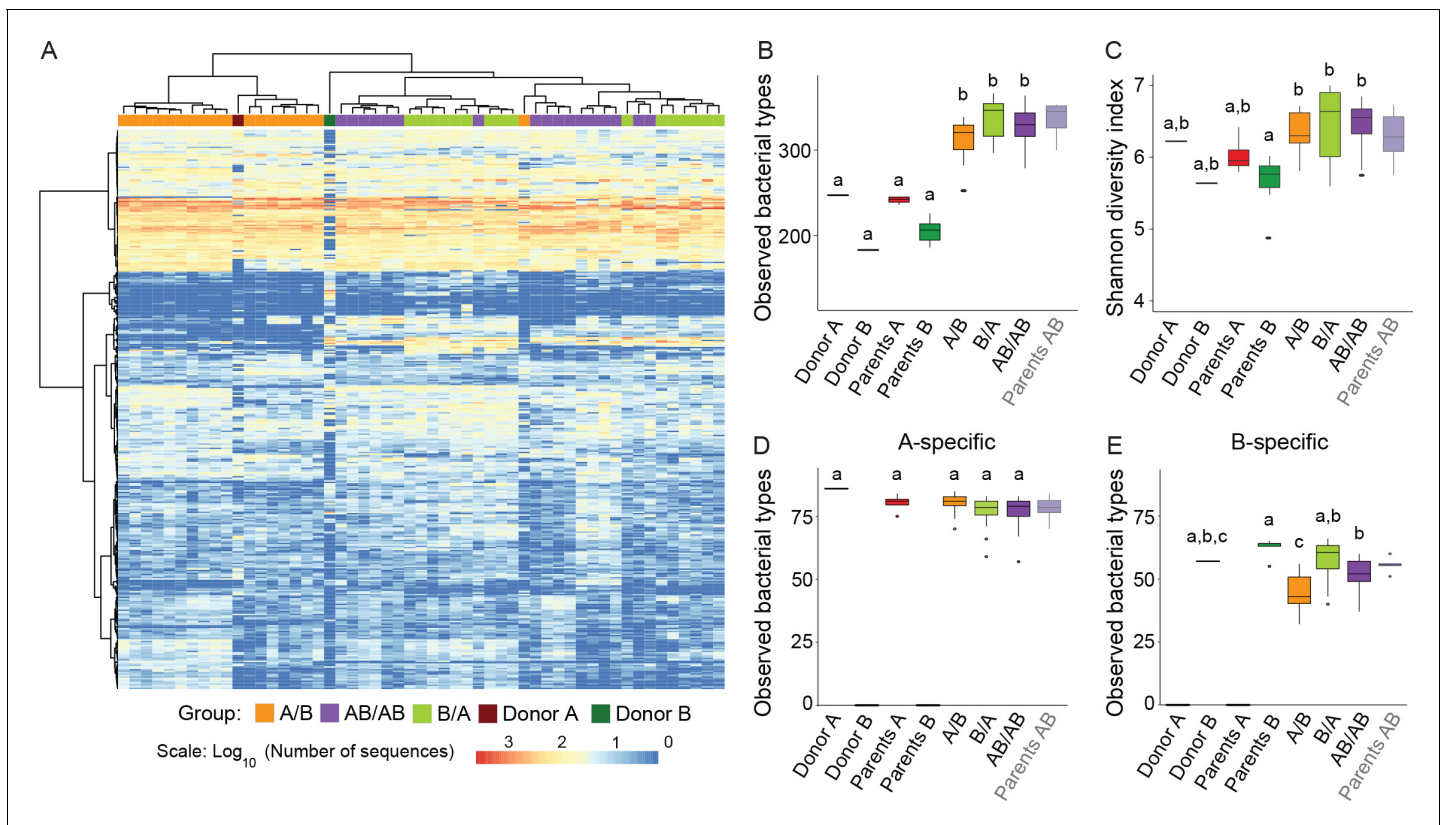 A
Group: A/B AB/AB B/A Donor A Donor B
Scale: Log10 (Number of sequences) 3 2 1 0
B
Observed bacterial types
300
200
a
a
a
a
b
b
b
Donor A
Donor B
Parents A
Parents B
A/B
B/A
AB/AB
Parents AB
C
Shannon diversity index
7
6
5
4
a,b
a,b
a,b
a
b
b
b
Donor A
Donor B
Parents A
Parents B
A/B
B/A
AB/AB
Parents AB
D
A-specific
Observed bacterial types
75
50
25
0
a
a
a
a
a
Donor A
Donor B
Parents A
Parents B
A/B
B/A
AB/AB
Parents AB
E
B-specific
Observed bacterial types
75
50
25
0
a,b,c
a
c
a,b
b
Donor A
Donor B
Parents A
Parents B
A/B
B/A
AB/AB
Parents AB